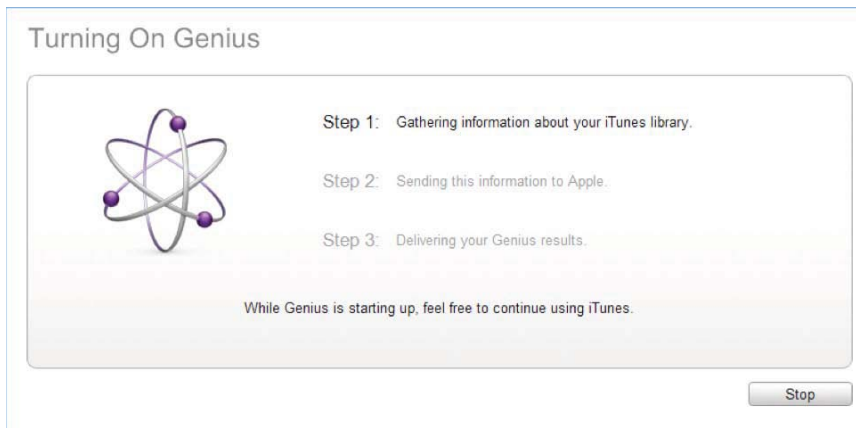 Turning On Genius
Step 1: Gathering information about your iTunes library.
Step 2: Sending this information to Apple.
Step 3: Delivering your Genius results.
While Genius is starting up, feel free to continue using iTunes.
Stop